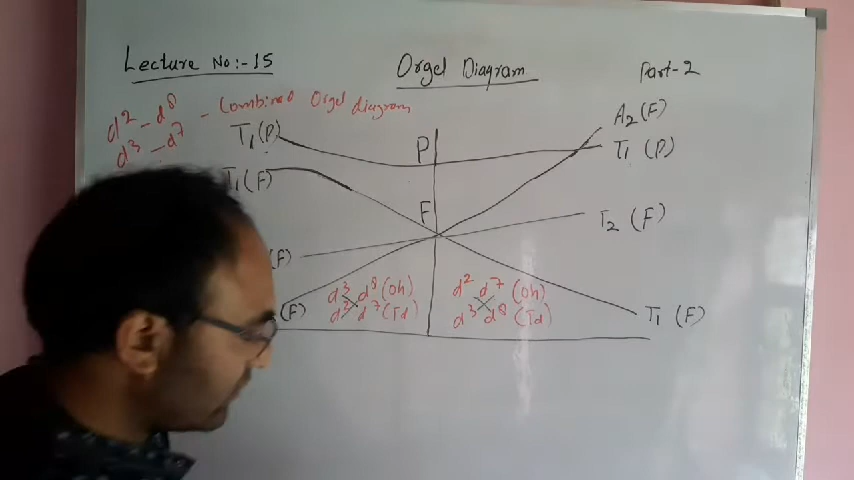 Lecture No:-15
Orgel Diagram
Part-2
d² - d⁸ - Combined Orgel diagram
d³ - d⁷
T₁(P)
T₁(F)
(F)
(F)
P
F
A₂(F)
T₁(P)
T₂(F)
T₁(F)
d³ d⁸(Oh)
d² d⁷(Td)
d² d⁷(Oh)
d³ d⁸(Td)